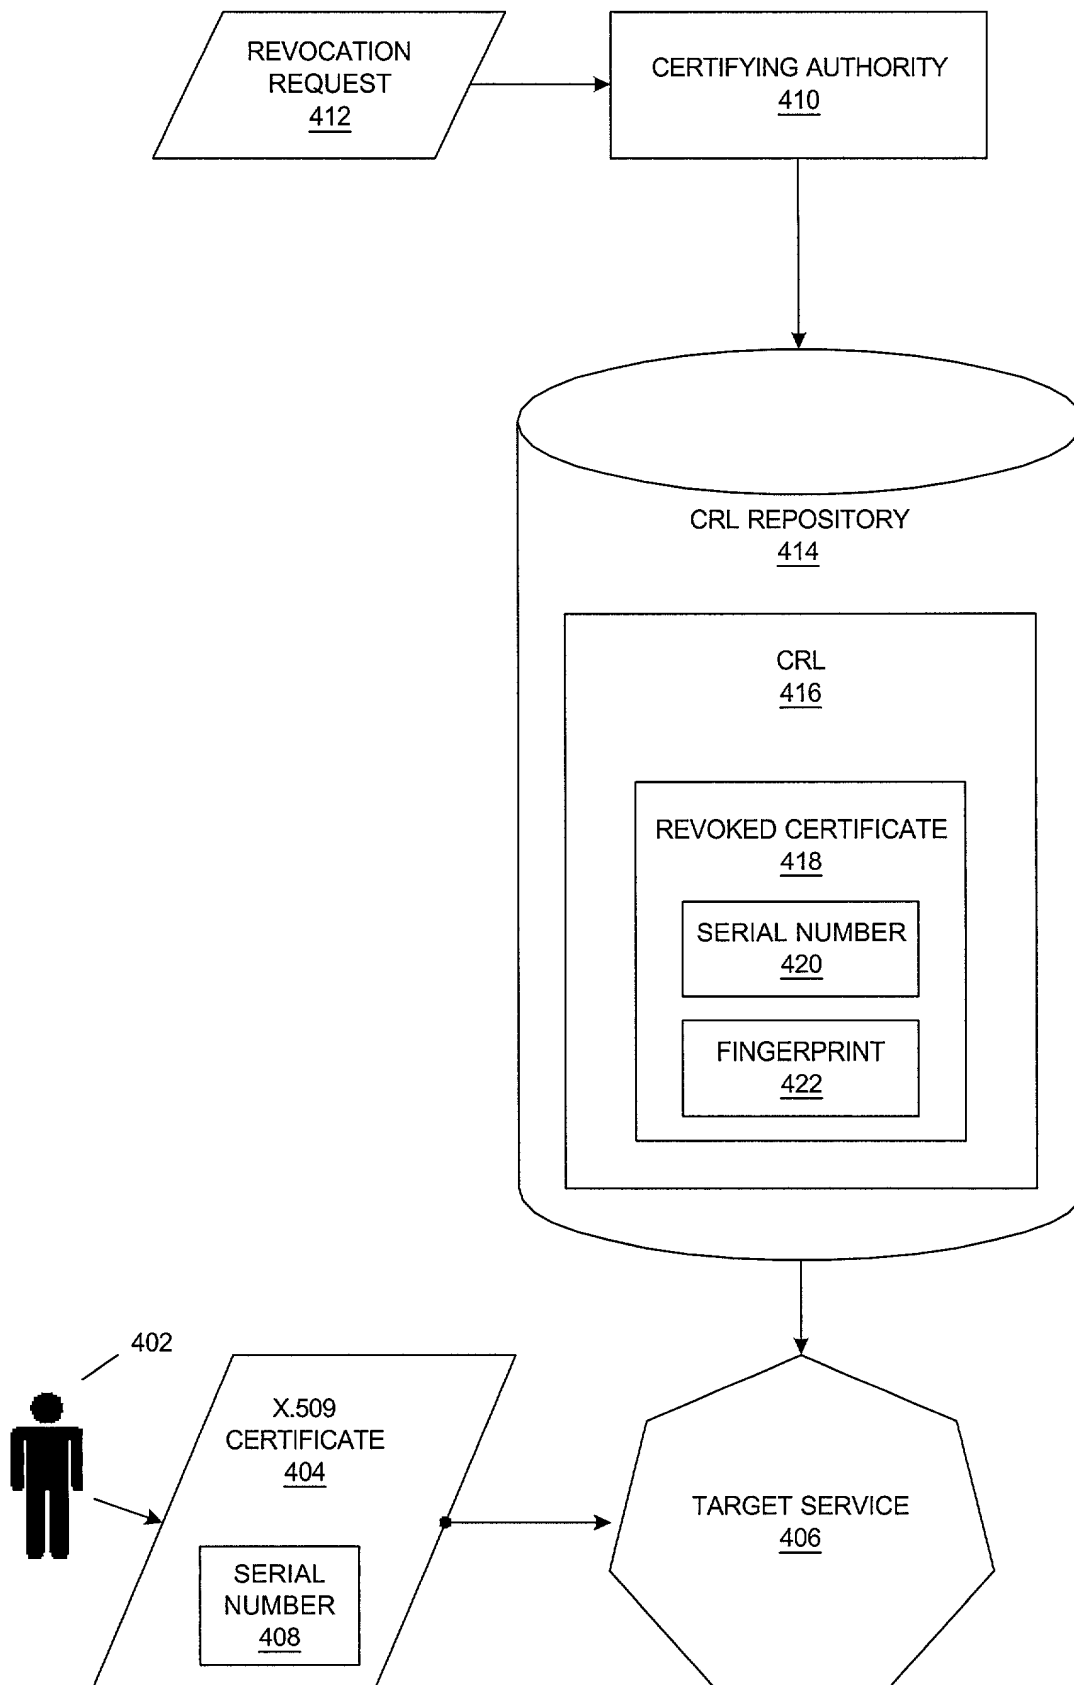 REVOCATION
REQUEST
412
CERTIFYING AUTHORITY
410
CRL REPOSITORY
414
CRL
416
REVOKED CERTIFICATE
418
SERIAL NUMBER
420
FINGERPRINT
422
402
X.509
CERTIFICATE
404
SERIAL
NUMBER
408
TARGET SERVICE
406